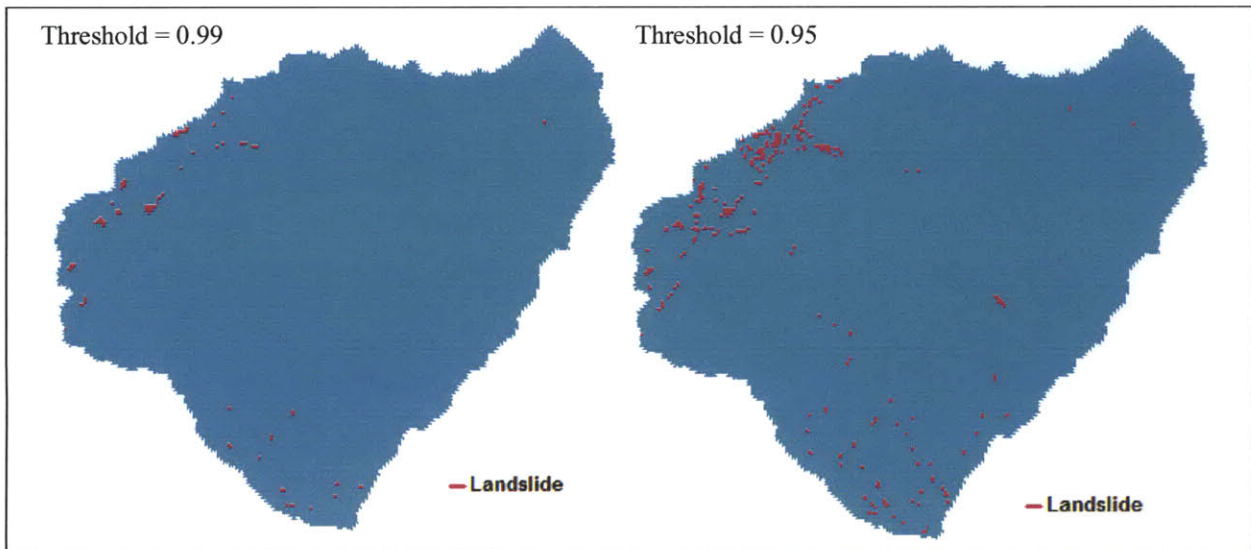 Threshold = 0.99
Threshold = 0.95
Landslide
Landslide